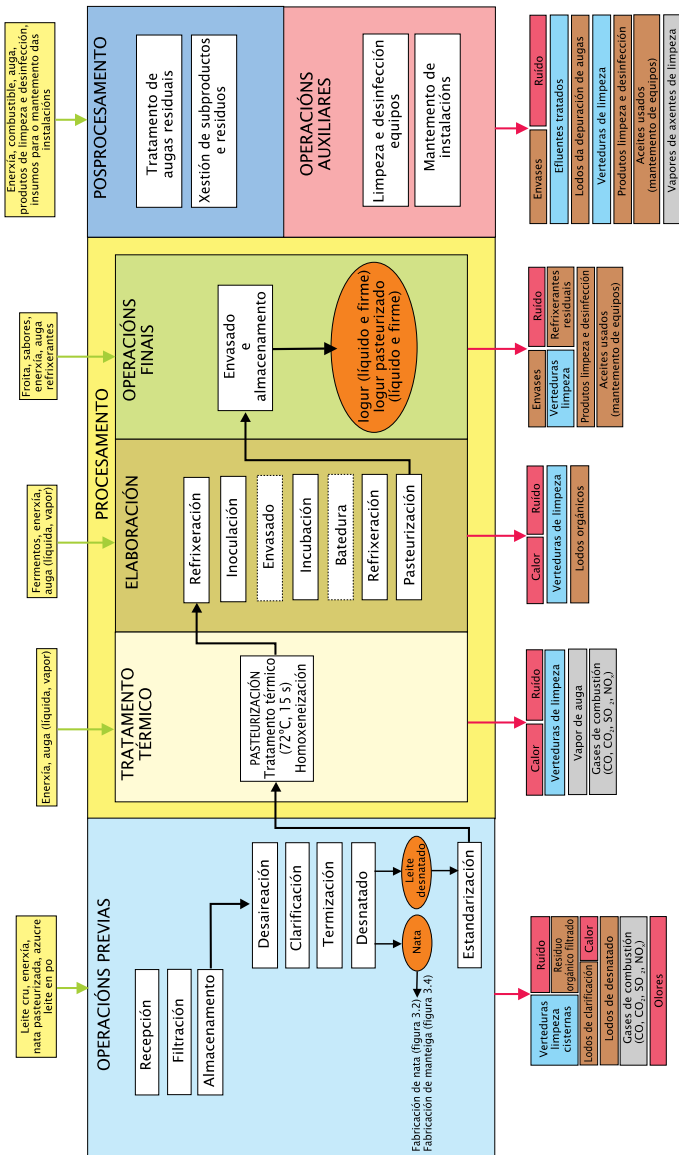 Leite cru, enerxía,
nata pasteurizada, azucre
leite en po
Enerxía, auga (líquida, vapor)
Fermentos, enerxía,
auga (líquida, vapor)
Froita, sabores,
enerxía, auga
refrixerantes
Enerxía, combustible, auga,
produtos de limpeza e desinfección,
insumos para o mantemento das
instalacións
OPERACIÓNS PREVIAS
Recepción
Filtración
Almacenamento
Desaireación
Clarificación
Termización
Desnatado
Nata
Leite
desnatado
Fabricación de nata (figura 3.2)
Fabricación de manteiga (figura 3.4)
Estandarización
PROCESAMENTO
TRATAMENTO
TÉRMICO
PASTEURIZACIÓN
Tratamento térmico
(72ºC, 15 s)
Homoxeneización
ELABORACIÓN
Refrixeración
Inoculación
Envasado
Incubación
Batedura
Refrixeración
Pasteurización
OPERACIÓNS
FINAIS
Envasado
e
almacenamento
Iogur (líquido e firme)
Iogur pasteurizado
(líquido e firme)
POSPROCESAMENTO
Tratamento de
augas residuais
Xestión de subproductos
e residuos
OPERACIÓNS
AUXILIARES
Limpeza e desinfección
equipos
Mantemento de
instalacións
Verteduras
limpeza
cisternas
Ruído
Residuo
orgánico filtrado
Lodos de clarificación
Calor
Lodos de desnatado
Gases de combustión
(CO, CO₂, SO₂, NOₓ)
Olores
Calor
Ruído
Verteduras de limpeza
Vapor de auga
Gases de combustión
(CO, CO₂, SO₂, NOₓ)
Calor
Ruído
Verteduras de limpeza
Lodos orgánicos
Envases
Ruído
Verteduras
limpeza
Refrixerantes
residuais
Produtos limpeza e desinfección
Aceites usados
(mantemento de equipos)
Envases
Ruído
Efluentes tratados
Lodos da depuración de augas
Verteduras de limpeza
Produtos limpeza e desinfección
Aceites usados
(mantemento de equipos)
Vapores de axentes de limpeza